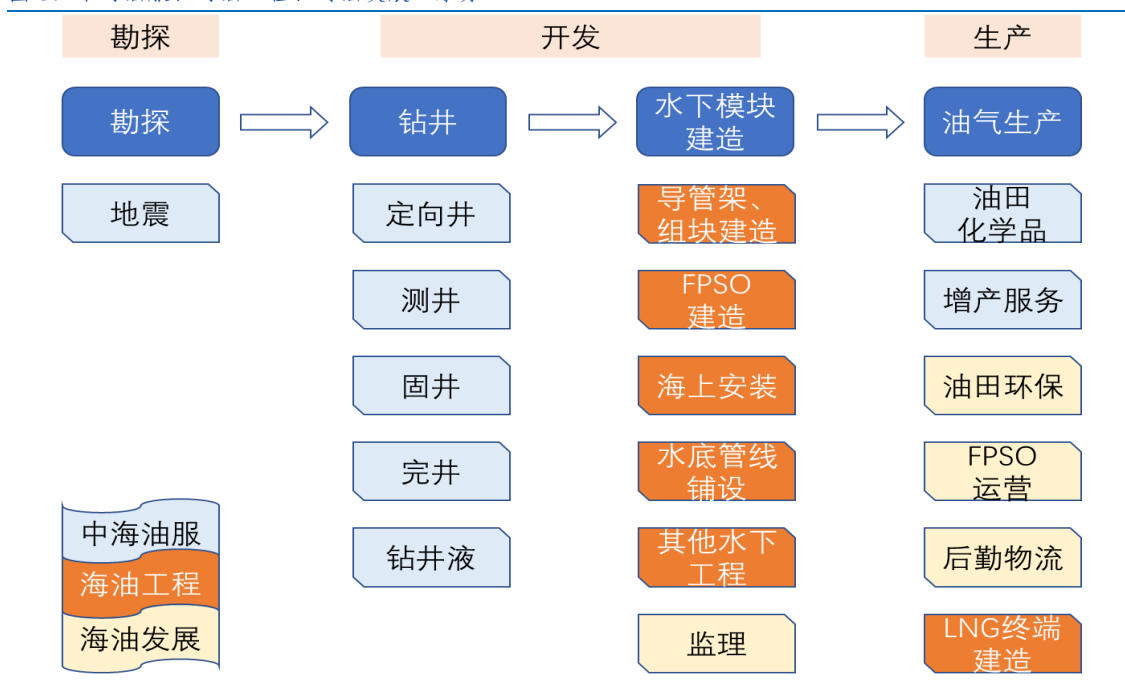 勘探
开发
生产
勘探
钻井
水下模块
建造
油气生产
地震
定向井
导管架、
组块建造
油田
化学品
测井
FPSO
建造
增产服务
固井
海上安装
油田环保
完井
水底管线
铺设
FPSO
运营
中海油服
海油工程
海油发展
钻井液
其他水下
工程
后勤物流
监理
LNG终端
建造